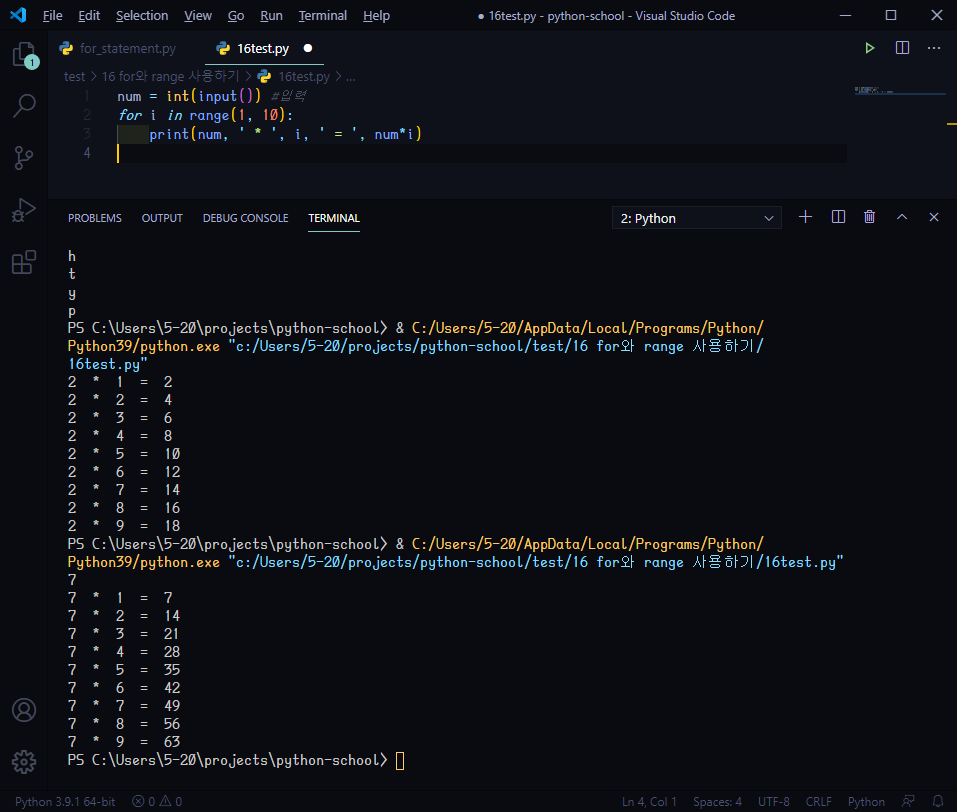 File Edit Selection View Go Run Terminal Help ● 16test.py - python-school - Visual Studio Code
1
for_statement.py 16test.py ●
test > 16 for와 range 사용하기 > 16test.py > ...
1 num = int(input()) #입력
2 for i in range(1, 10):
3 print(num, ' * ', i, ' = ', num*i)
4
PROBLEMS OUTPUT DEBUG CONSOLE TERMINAL 2: Python
h
t
y
p
PS C:\Users\5-20\projects\python-school> & C:/Users/5-20/AppData/Local/Programs/Python/
Python39/python.exe "c:/Users/5-20/projects/python-school/test/16 for와 range 사용하기/
16test.py"
2  *  1  =  2
2  *  2  =  4
2  *  3  =  6
2  *  4  =  8
2  *  5  =  10
2  *  6  =  12
2  *  7  =  14
2  *  8  =  16
2  *  9  =  18
PS C:\Users\5-20\projects\python-school> & C:/Users/5-20/AppData/Local/Programs/Python/
Python39/python.exe "c:/Users/5-20/projects/python-school/test/16 for와 range 사용하기/16test.py"
7
7  *  1  =  7
7  *  2  =  14
7  *  3  =  21
7  *  4  =  28
7  *  5  =  35
7  *  6  =  42
7  *  7  =  49
7  *  8  =  56
7  *  9  =  63
PS C:\Users\5-20\projects\python-school>
Python 3.9.1 64-bit 0 0 Ln 4, Col 1 Spaces: 4 UTF-8 CRLF Python